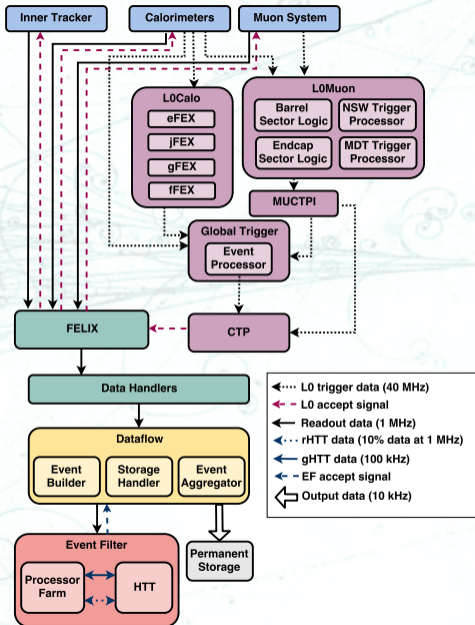 Inner Tracker
Calorimeters
Muon System
L0Calo
eFEX
jFEX
gFEX
fFEX
L0Muon
Barrel
Sector Logic
NSW Trigger
Processor
Endcap
Sector Logic
MDT Trigger
Processor
MUCTPI
Global Trigger
Event
Processor
FELIX
CTP
Data Handlers
Dataflow
Event
Builder
Storage
Handler
Event
Aggregator
Event Filter
Processor
Farm
HTT
Permanent
Storage
L0 trigger data (40 MHz)
L0 accept signal
Readout data (1 MHz)
rHTT data (10% data at 1 MHz)
gHTT data (100 kHz)
EF accept signal
Output data (10 kHz)